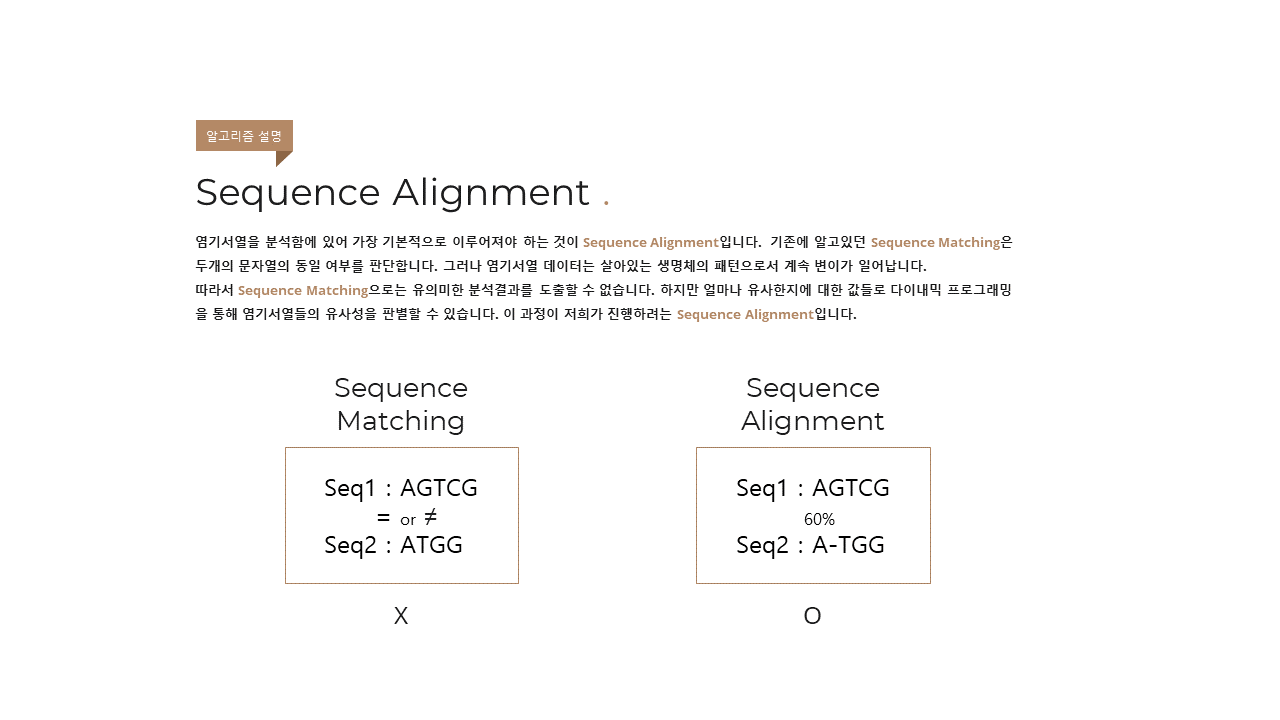 알고리즘 설명
Sequence Alignment .
염기서열을 분석함에 있어 가장 기본적으로 이루어져야 하는 것이 Sequence Alignment입니다. 기존에 알고있던 Sequence Matching은
두개의 문자열의 동일 여부를 판단합니다. 그러나 염기서열 데이터는 살아있는 생명체의 패턴으로서 계속 변이가 일어납니다.
따라서 Sequence Matching으로는 유의미한 분석결과를 도출할 수 없습니다. 하지만 얼마나 유사한지에 대한 값들로 다이내믹 프로그래밍
을 통해 염기서열들의 유사성을 판별할 수 있습니다. 이 과정이 저희가 진행하려는 Sequence Alignment입니다.
Sequence
Matching
Seq1 : AGTCG
= or ≠
Seq2 : ATGG
X
Sequence
Alignment
Seq1 : AGTCG
60%
Seq2 : A-TGG
O